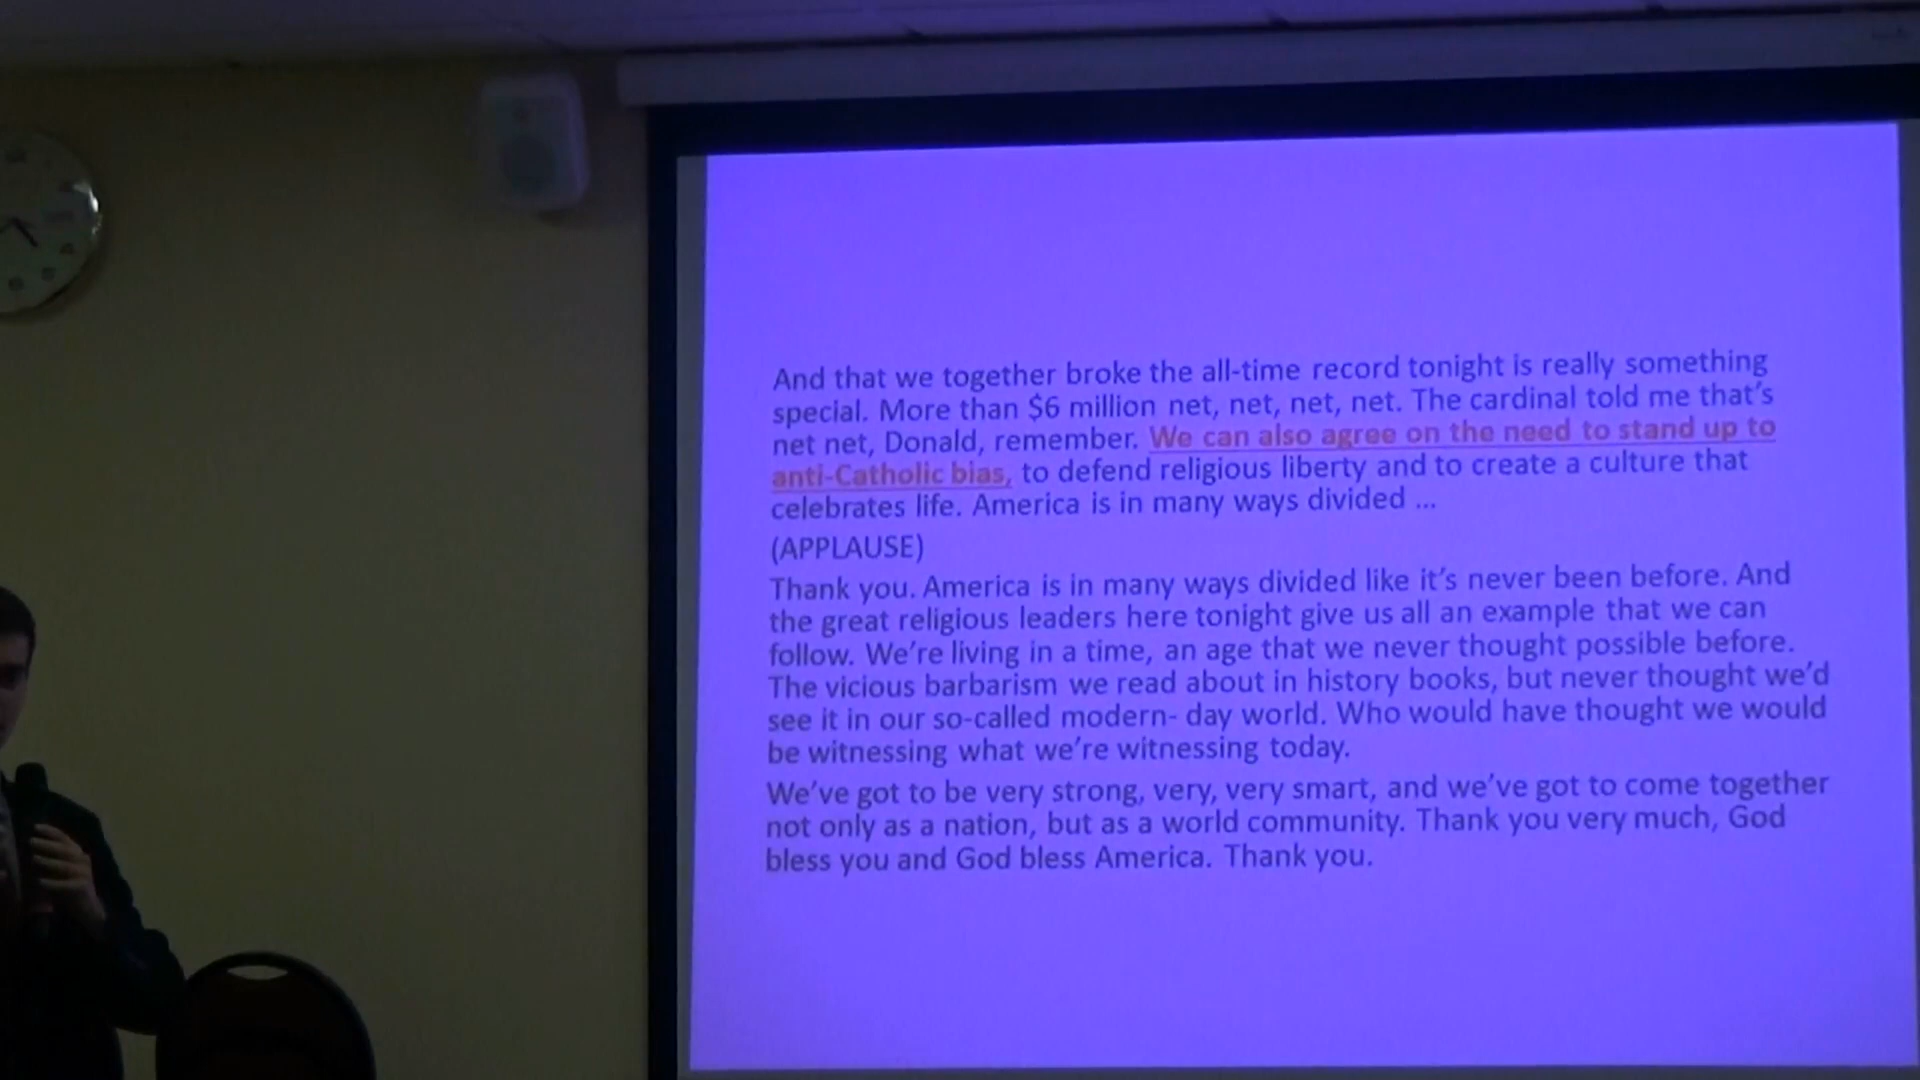 And that we together broke the all-time record tonight is really something
special. More than $6 million net, net, net, net. The cardinal told me that's
net net, Donald, remember. We can also agree on the need to stand up to
anti-Catholic bias, to defend religious liberty and to create a culture that
celebrates life. America is in many ways divided ...
(APPLAUSE)
Thank you. America is in many ways divided like it's never been before. And
the great religious leaders here tonight give us all an example that we can
follow. We're living in a time, an age that we never thought possible before.
The vicious barbarism we read about in history books, but never thought we'd
see it in our so-called modern- day world. Who would have thought we would
be witnessing what we're witnessing today.
We've got to be very strong, very, very smart, and we've got to come together
not only as a nation, but as a world community. Thank you very much, God
bless you and God bless America. Thank you.